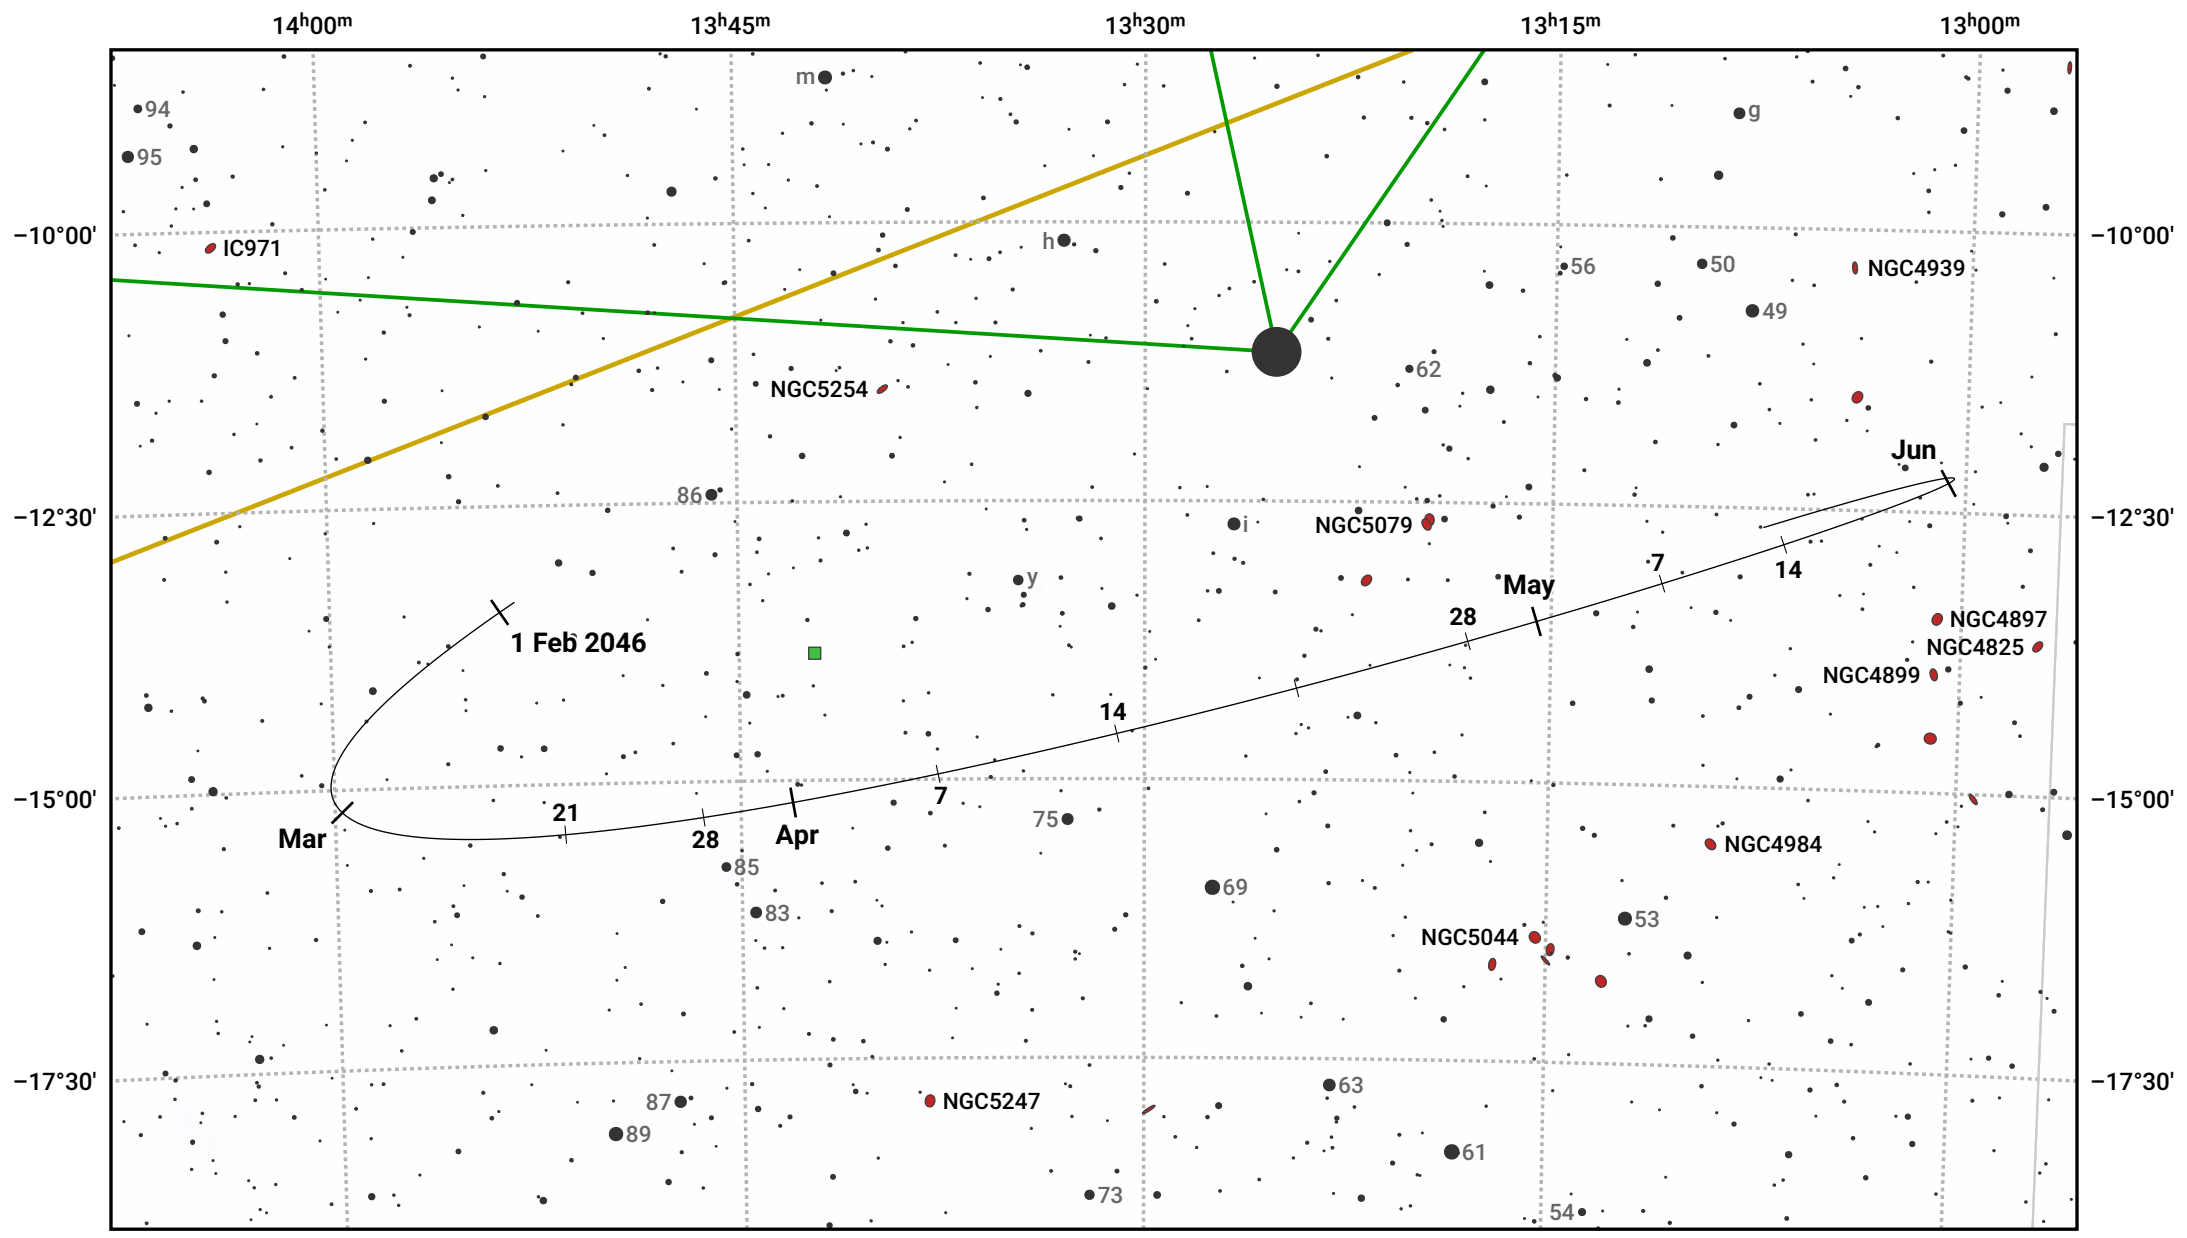 14ʰ00ᵐ 13ʰ45ᵐ 13ʰ30ᵐ 13ʰ15ᵐ 13ʰ00ᵐ
m
94
g
95
−10°00' −10°00'
h
IC971
50
56
NGC4939
49
62
NGC5254
Jun
86
−12°30' −12°30'
i
NGC5079
7
14
y
May
28
NGC4897
1 Feb 2046
NGC4825
NGC4899
14
−15°00' −15°00'
7
21
75
Mar
28
Apr
NGC4984
85
69
83
53
NGC5044
−17°30' −17°30'
63
87
NGC5247
89
61
73
54